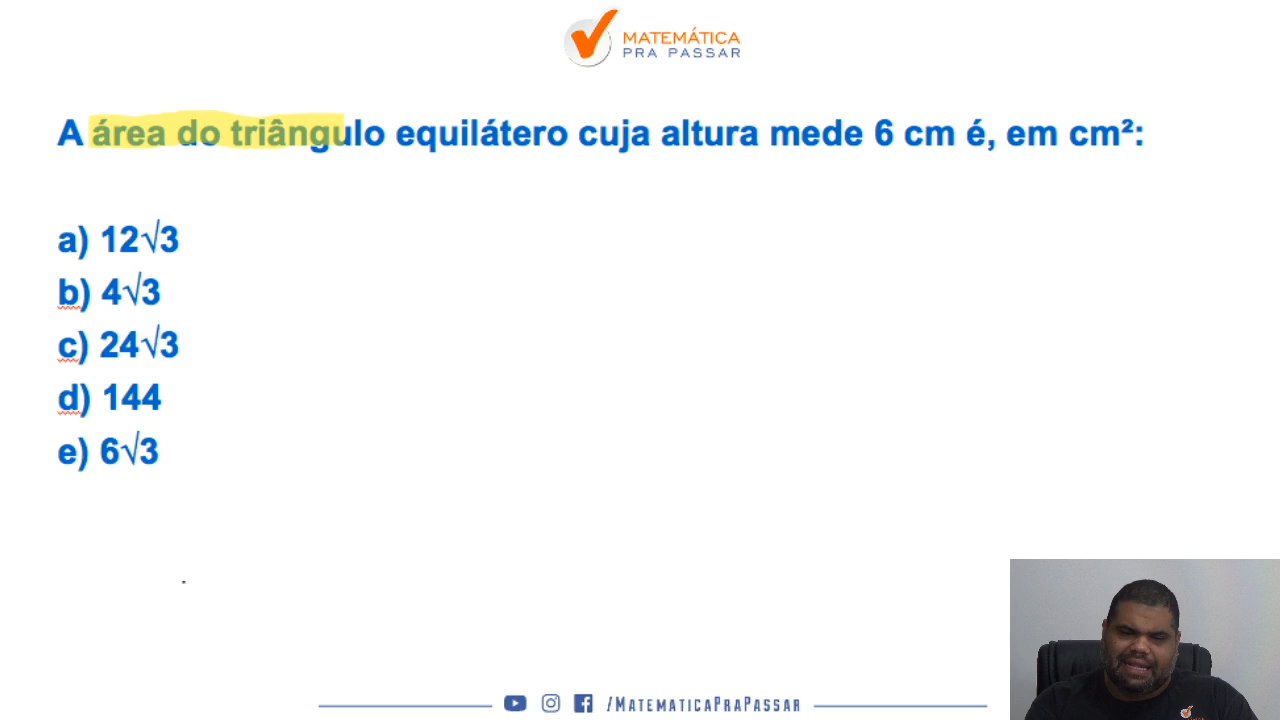 MATEMÁTICA
PRA PASSAR
A área do triângulo equilátero cuja altura mede 6 cm é, em cm²:
a) 12√3
b) 4√3
c) 24√3
d) 144
e) 6√3
/MATEMATICAPRAPASSAR